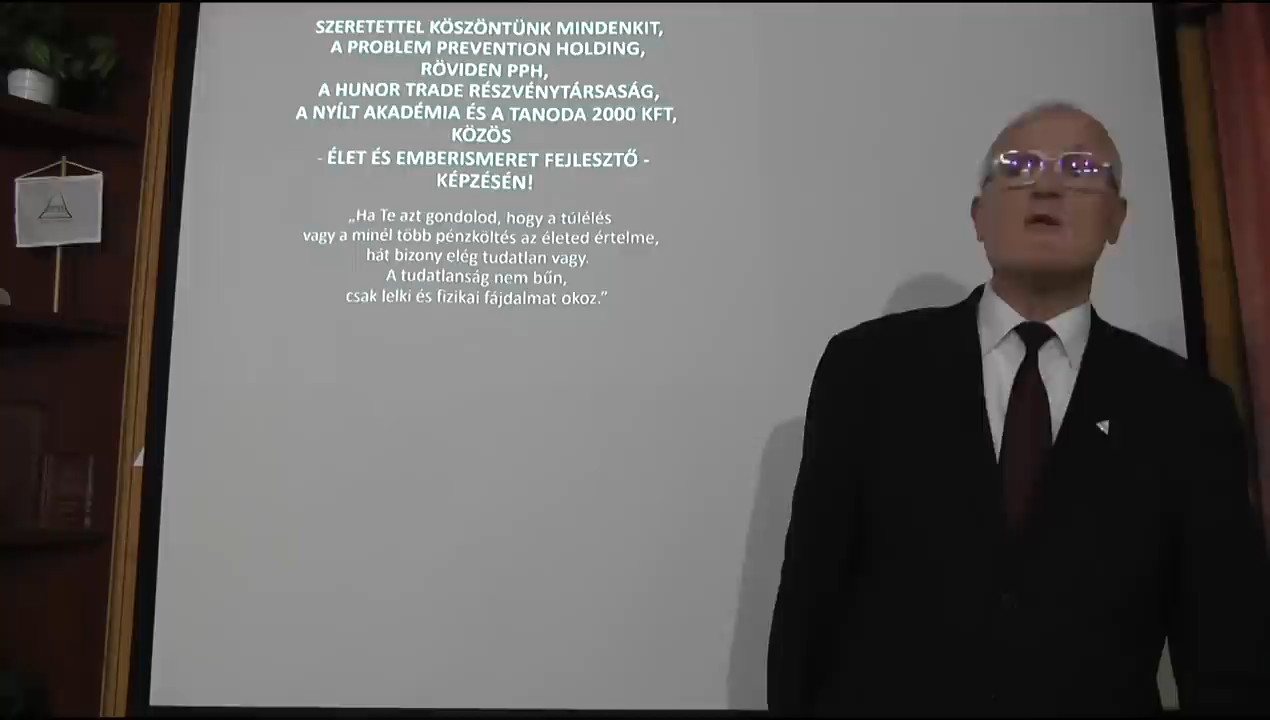 SZERETETTEL KÖSZÖNTÜNK MINDENKIT,
A PROBLEM PREVENTION HOLDING,
RÖVIDEN PPH,
A HUNOR TRADE RÉSZVÉNYTÁRSASÁG,
A NYÍLT AKADÉMIA ÉS A TANODA 2000 KFT,
KÖZÖS
- ÉLET ÉS EMBERISMERET FEJLESZTŐ -
KÉPZÉSÉN!
„Ha Te azt gondolod, hogy a túlélés
vagy a minél több pénzköltés az életed értelme,
hát bizony elég tudatlan vagy.
A tudatlanság nem bűn,
csak lelki és fizikai fájdalmat okoz.”